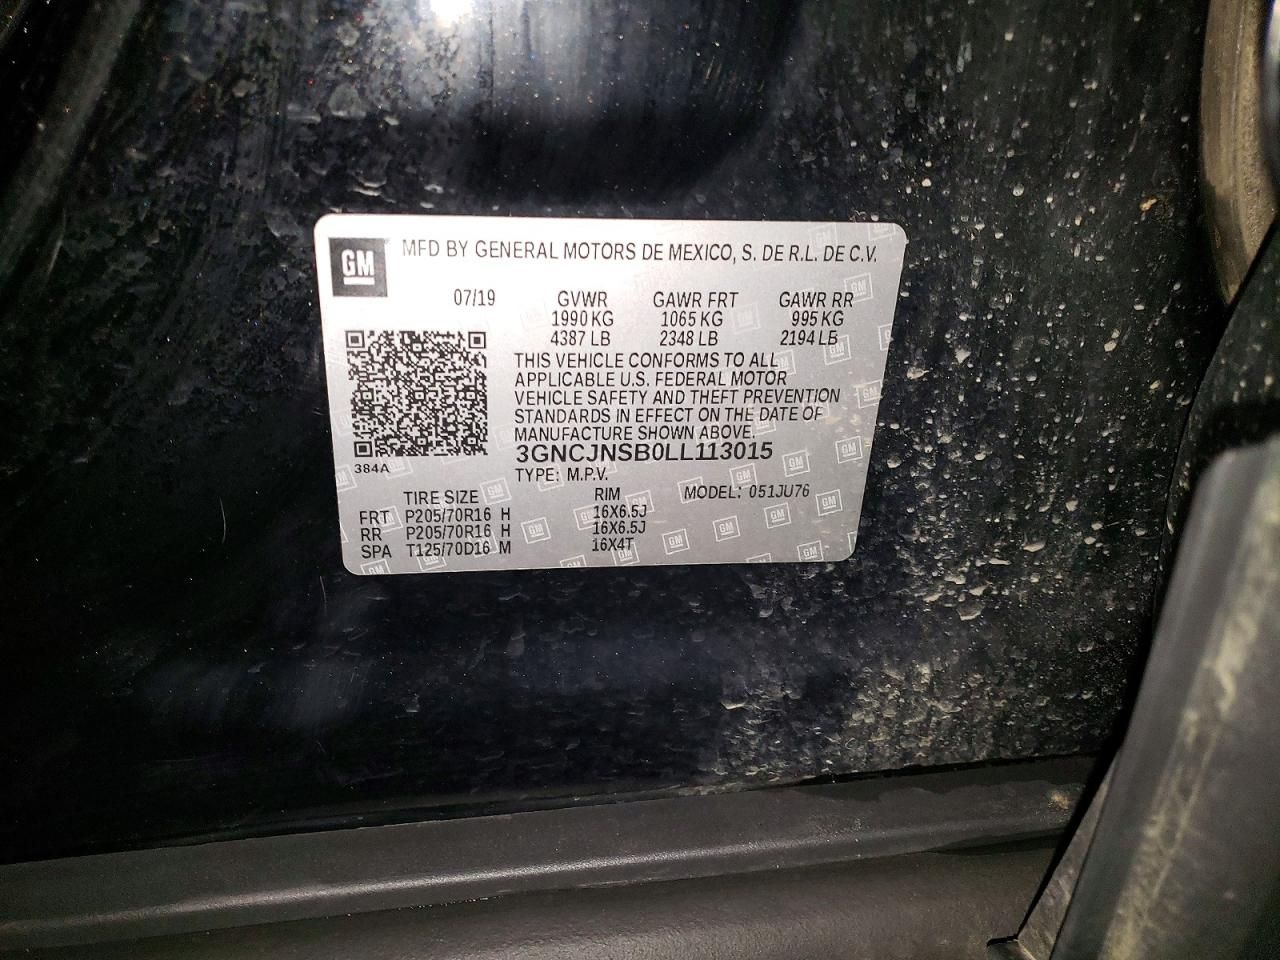 GM MFD BY GENERAL MOTORS DE MEXICO, S. DE R.L. DE C.V.
07/19 GVWR GAWR FRT GAWR RR
1990 KG 1065 KG 995 KG
4387 LB 2348 LB 2194 LB
THIS VEHICLE CONFORMS TO ALL
APPLICABLE U.S. FEDERAL MOTOR
VEHICLE SAFETY AND THEFT PREVENTION
STANDARDS IN EFFECT ON THE DATE OF
MANUFACTURE SHOWN ABOVE.
3GNCJNSB0LL113015
384A
TYPE: M.P.V.
TIRE SIZE RIM MODEL: 051JU76
FRT P205/70R16 H 16X6.5J
RR P205/70R16 H 16X6.5J
SPA T125/70D16 M 16X4T